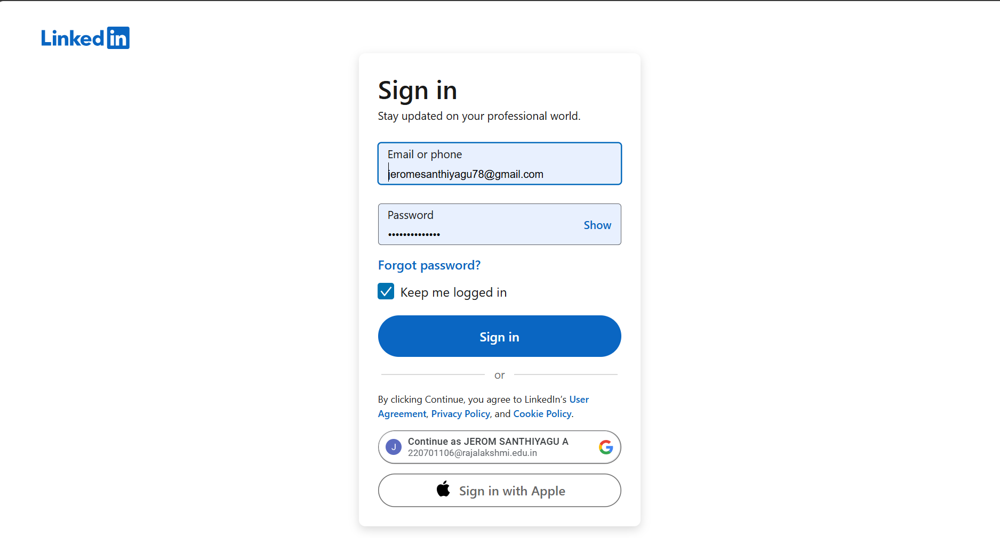 Linked in
Sign in
Stay updated on your professional world.
Email or phone
jeromesanthiyagu78@gmail.com
Password
••••••••••••••
Show
Forgot password?
Keep me logged in
Sign in
or
By clicking Continue, you agree to LinkedIn’s User
Agreement, Privacy Policy, and Cookie Policy.
J
Continue as JEROM SANTHIYAGU A
220701106@rajalakshmi.edu.in
Sign in with Apple